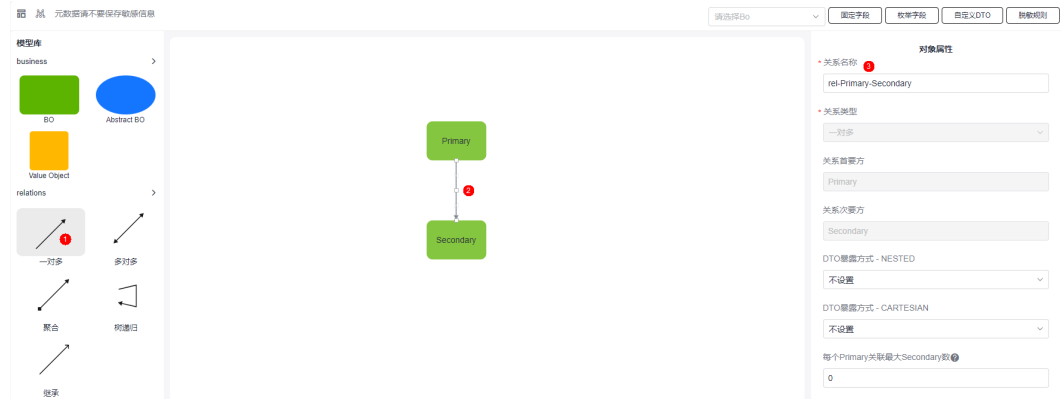 元数据请不要保存敏感信息
请选择Bo
固定字段
枚举字段
自定义DTO
脱敏规则
模型库
business
BO
Abstract BO
Value Object
relations
1
一对多
多对多
聚合
树递归
继承
Primary
2
Secondary
对象属性
* 关系名称
3
rel-Primary-Secondary
* 关系类型
一对多
关系首要方
Primary
关系次要方
Secondary
DTO暴露方式 - NESTED
不设置
DTO暴露方式 - CARTESIAN
不设置
每个Primary关联最大Secondary数
0